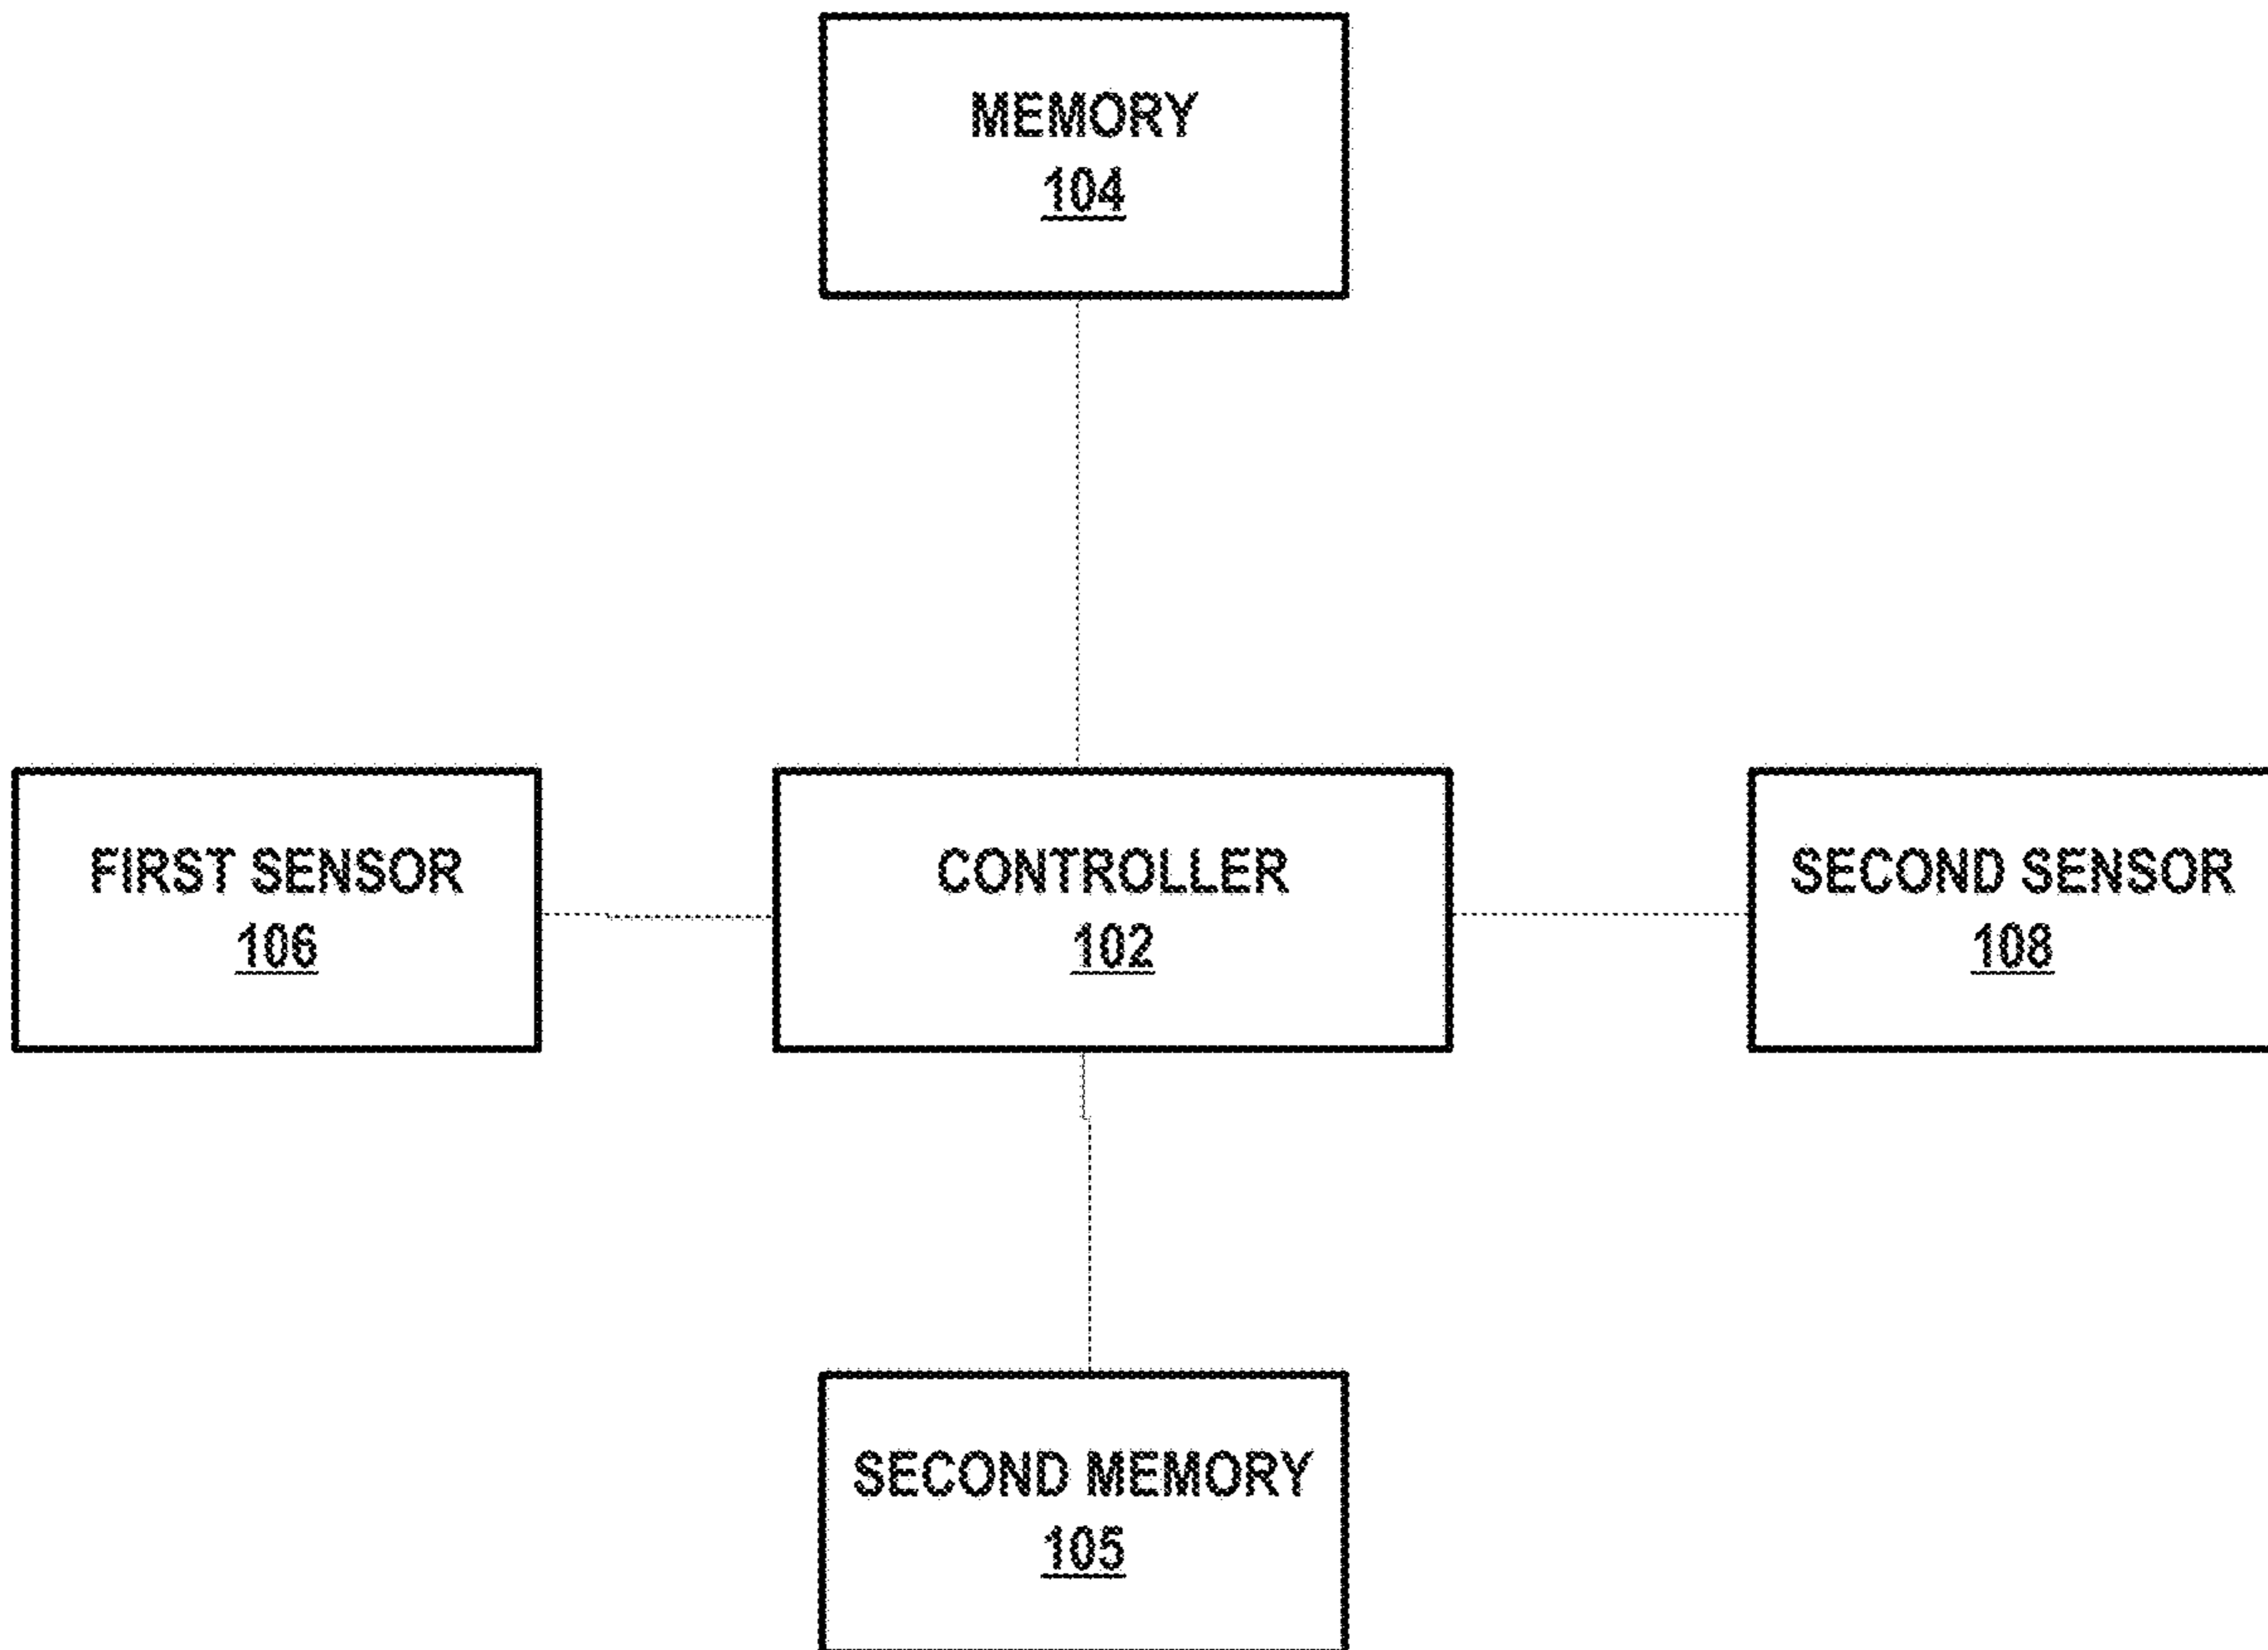 MEMORY
104
FIRST SENSOR
106
CONTROLLER
102
SECOND SENSOR
108
SECOND MEMORY
105